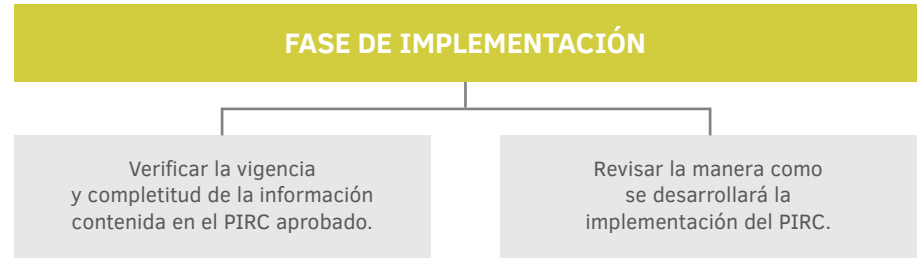 FASE DE IMPLEMENTACIÓN
Verificar la vigencia
y completitud de la información
contenida en el PIRC aprobado.
Revisar la manera como
se desarrollará la
implementación del PIRC.